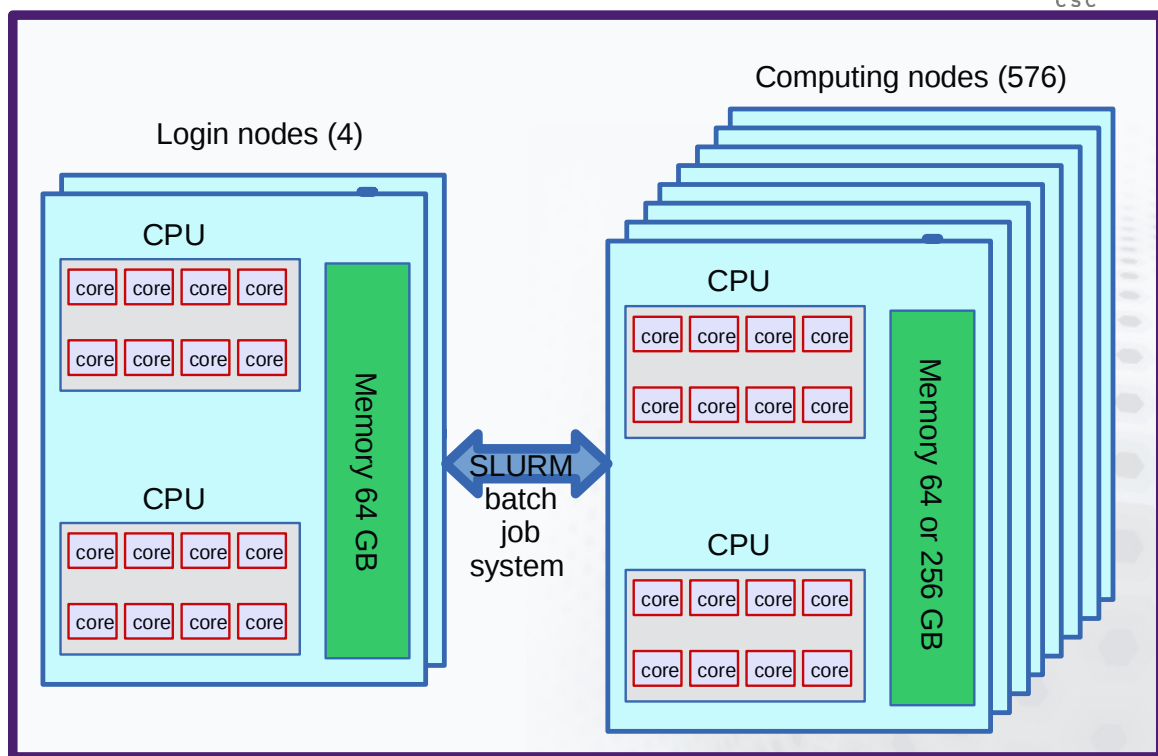 CSC
Computing nodes (576)
Login nodes (4)
CPU
core core core core
core core core core
CPU
core core core core
core core core core
Memory 64 GB
SLURM
batch
job
system
CPU
core core core core
core core core core
CPU
core core core core
core core core core
Memory 64 or 256 GB